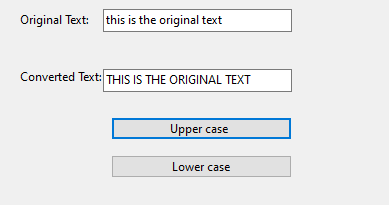 Original Text: this is the original text
Converted Text: THIS IS THE ORIGINAL TEXT
Upper case
Lower case